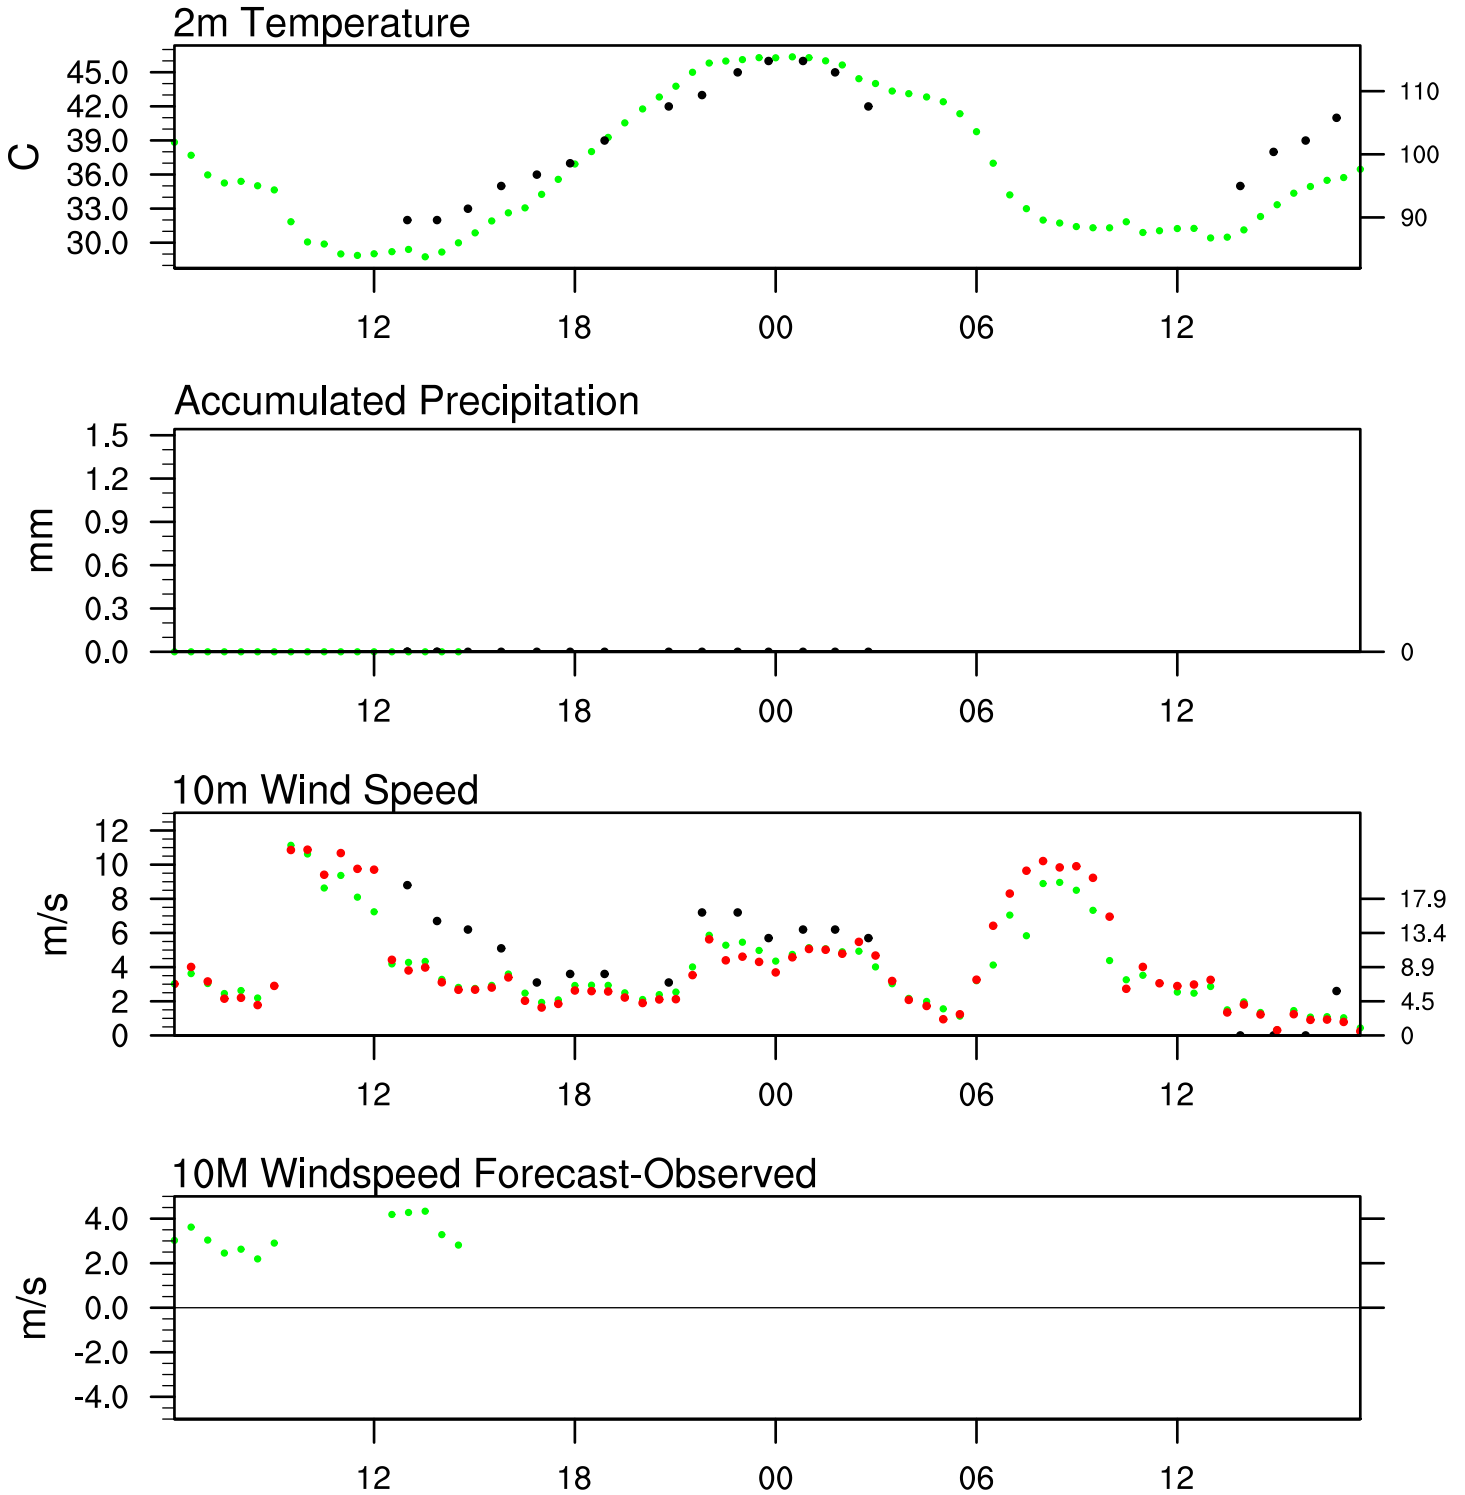 2m Temperature
45.0
42.0
39.0
36.0
33.0
30.0
C
110
100
90
12 18 00 06 12
Accumulated Precipitation
1.5
1.2
0.9
0.6
0.3
0.0
mm
0
12 18 00 06 12
10m Wind Speed
12
10
8
6
4
2
0
m/s
17.9
13.4
8.9
4.5
0
12 18 00 06 12
10M Windspeed Forecast-Observed
4.0
2.0
0.0
-2.0
-4.0
m/s
12 18 00 06 12